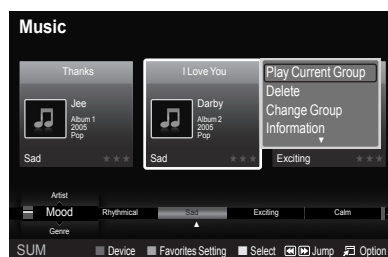 Music
Thanks
Jee
Album 1
2005
Pop
Sad
I Love You
Darby
Album 2
2005
Pop
Sad
Play Current Group
Delete
Change Group
Information
Exciting
Artist
Mood Rhythmical Sad Exciting Calm
Genre
SUM Device Favorites Setting Select Jump Option